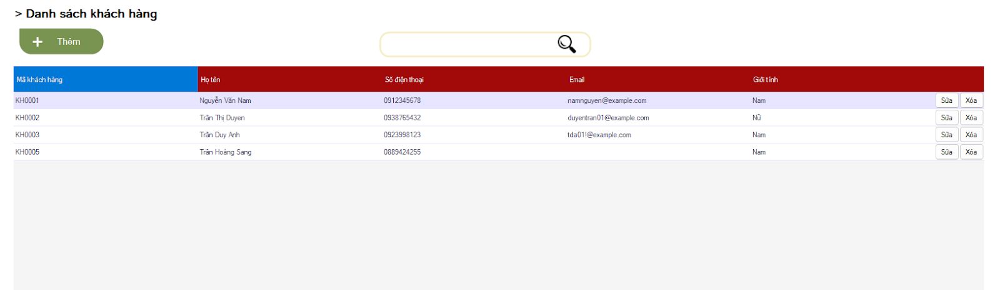 > Danh sách khách hàng
+ Thêm
Mã khách hàng Họ tên Số điện thoại Email Giới tính
KH0001 Nguyễn Văn Nam 0912345678 namnguyen@example.com Nam Sửa Xóa
KH0002 Trần Thị Duyen 0938765432 duyentran01@example.com Nữ Sửa Xóa
KH0003 Trần Duy Anh 0923998123 tda01!@example.com Nam Sửa Xóa
KH0005 Trần Hoàng Sang 0889424255 Nam Sửa Xóa